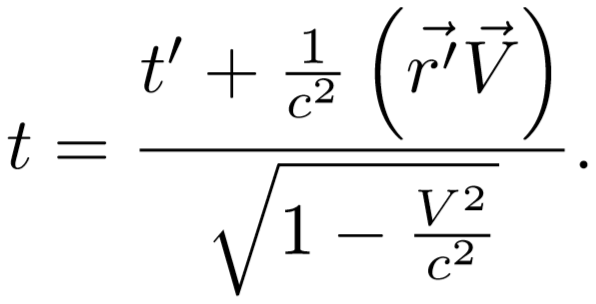 t = \frac{t' + \frac{1}{c^2} \left( \vec{r'} \vec{V} \right)}{\sqrt{1 - \frac{V^2}{c^2}}}.